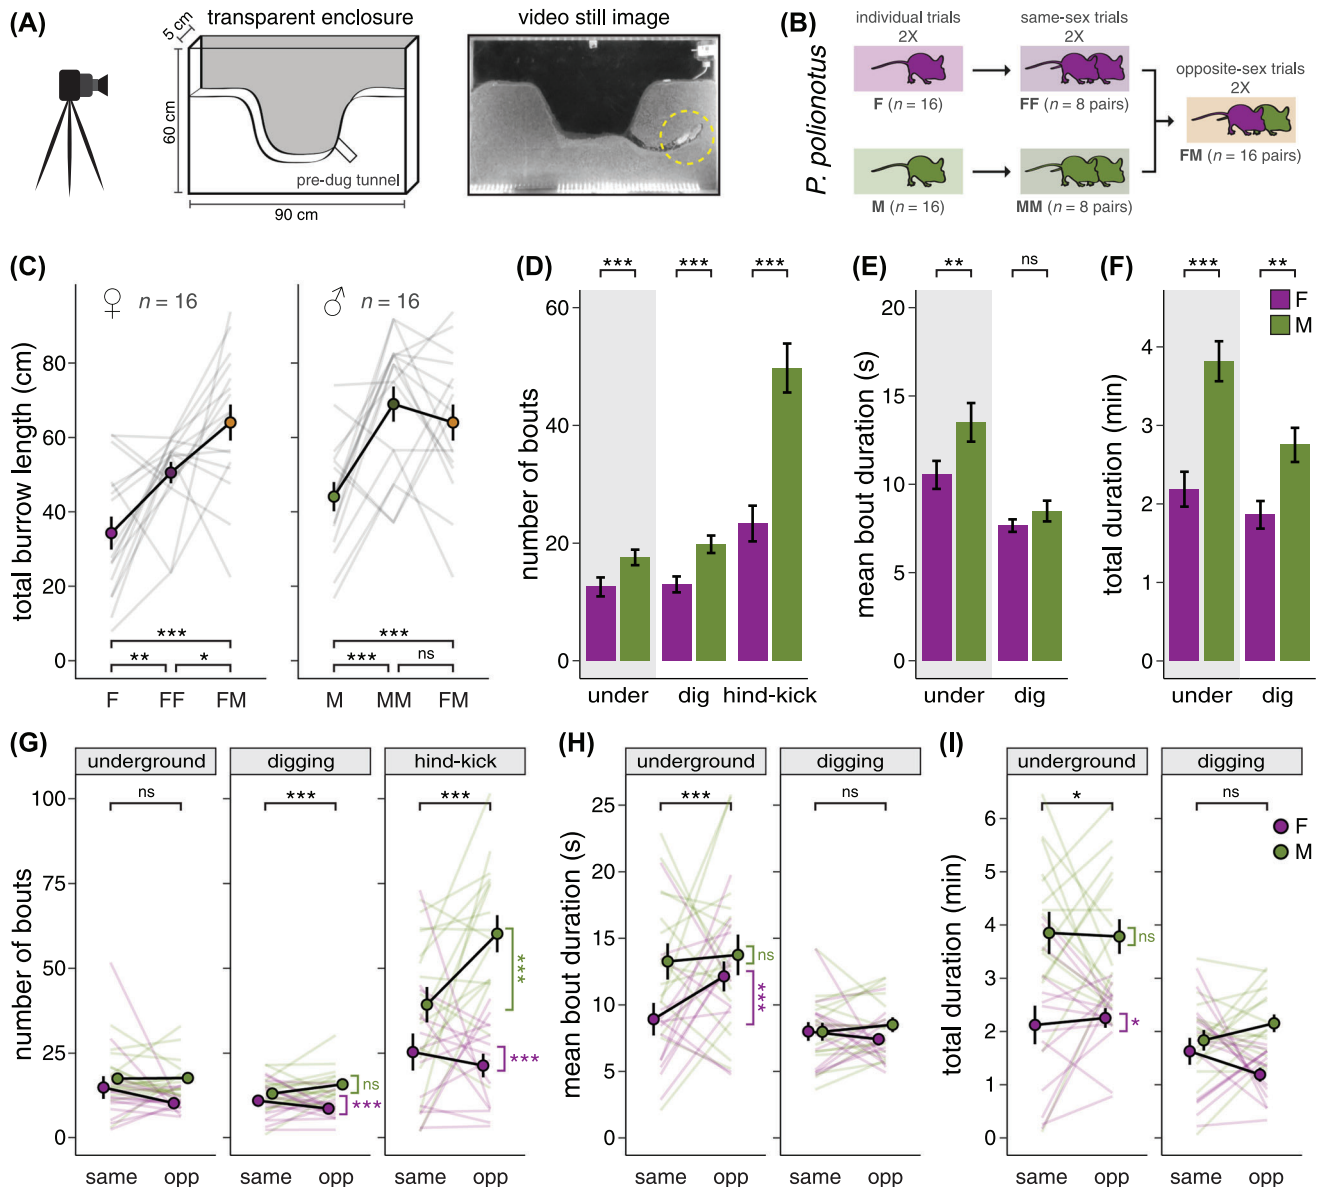 (A)
transparent enclosure
video still image
5 cm
60 cm
pre-dug tunnel
90 cm
(B)
P. polionotus
individual trials
2X
same-sex trials
2X
opposite-sex trials
2X
F (n = 16)
FF (n = 8 pairs)
FM (n = 16 pairs)
M (n = 16)
MM (n = 8 pairs)
(C)
♀ n = 16
♂ n = 16
total burrow length (cm)
80
60
40
20
0
***
** *
***
*** ns
F FF FM
M MM FM
(D)
*** *** ***
number of bouts
60
40
20
0
under dig hind-kick
(E)
** ns
mean bout duration (s)
20
15
10
5
0
under dig
(F)
*** **
F
M
total duration (min)
4
3
2
1
0
under dig
(G)
underground digging hind-kick
ns *** ***
number of bouts
100
75
50
25
0
ns
***
***
***
same opp same opp same opp
(H)
underground digging
*** ns
mean bout duration (s)
25
20
15
10
5
0
ns
***
same opp same opp
(I)
underground digging
* ns
F
M
total duration (min)
6
5
4
3
2
1
0
ns
*
same opp same opp